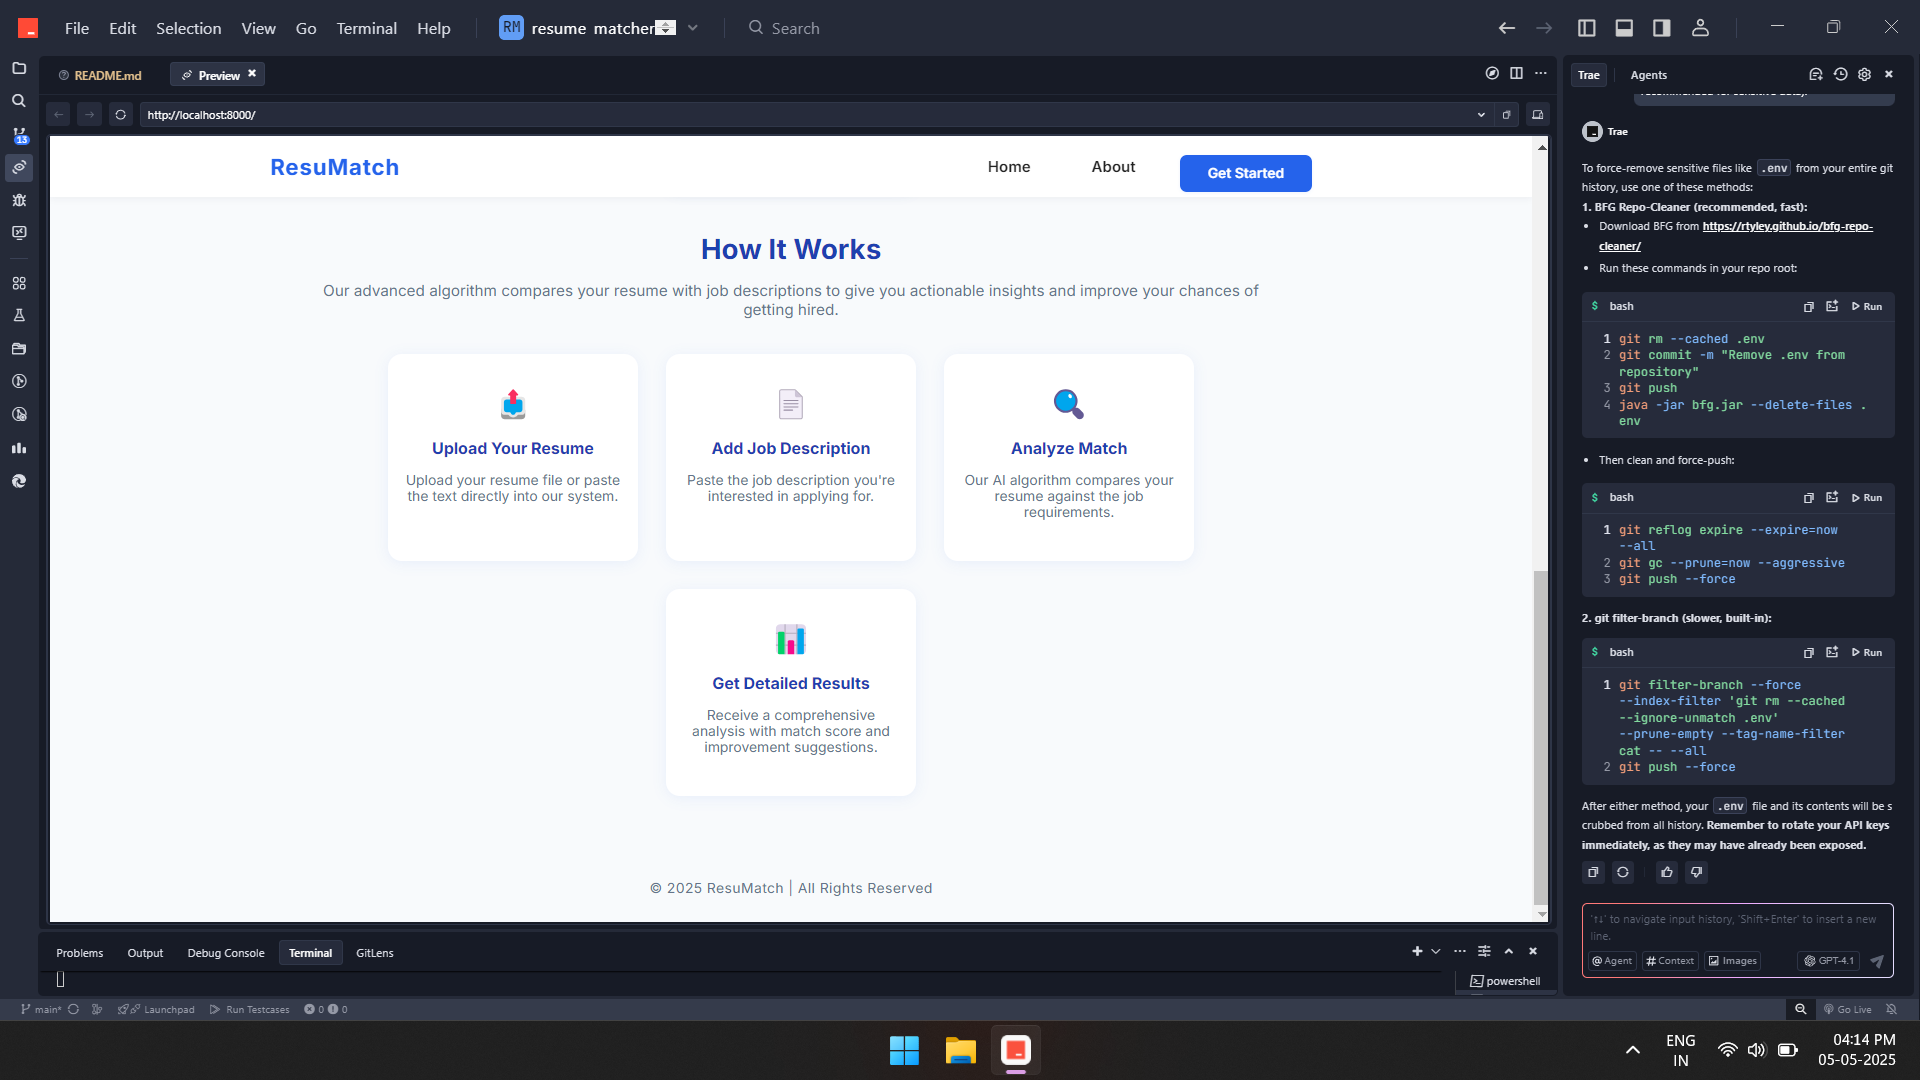 File Edit Selection View Go Terminal Help
RM resume matcher
Search
README.md
Preview
http://localhost:8000/
13
ResuMatch
Home
About
Get Started
How It Works
Our advanced algorithm compares your resume with job descriptions to give you actionable insights and improve your chances of
getting hired.
Upload Your Resume
Upload your resume file or paste
the text directly into our system.
Add Job Description
Paste the job description you're
interested in applying for.
Analyze Match
Our AI algorithm compares your
resume against the job
requirements.
Get Detailed Results
Receive a comprehensive
analysis with match score and
improvement suggestions.
© 2025 ResuMatch | All Rights Reserved
Problems Output Debug Console Terminal GitLens
powershell
Trae Agents
Trae
To force-remove sensitive files like .env from your entire git
history, use one of these methods:
1. BFG Repo-Cleaner (recommended, fast):
• Download BFG from https://rtyley.github.io/bfg-repo-
cleaner/
• Run these commands in your repo root:
$ bash Run
1 git rm --cached .env
2 git commit -m "Remove .env from
repository"
3 git push
4 java -jar bfg.jar --delete-files .
env
• Then clean and force-push:
$ bash Run
1 git reflog expire --expire=now
--all
2 git gc --prune=now --aggressive
3 git push --force
2. git filter-branch (slower, built-in):
$ bash Run
1 git filter-branch --force
--index-filter 'git rm --cached
--ignore-unmatch .env'
--prune-empty --tag-name-filter
cat -- --all
2 git push --force
After either method, your .env file and its contents will be s
crubbed from all history. Remember to rotate your API keys
immediately, as they may have already been exposed.
'↑↓' to navigate input history, 'Shift+Enter' to insert a new
line.
@ Agent # Context Images GPT-4.1
main* Launchpad Run Testcases 0 0
Go Live
ENG
IN
04:14 PM
05-05-2025